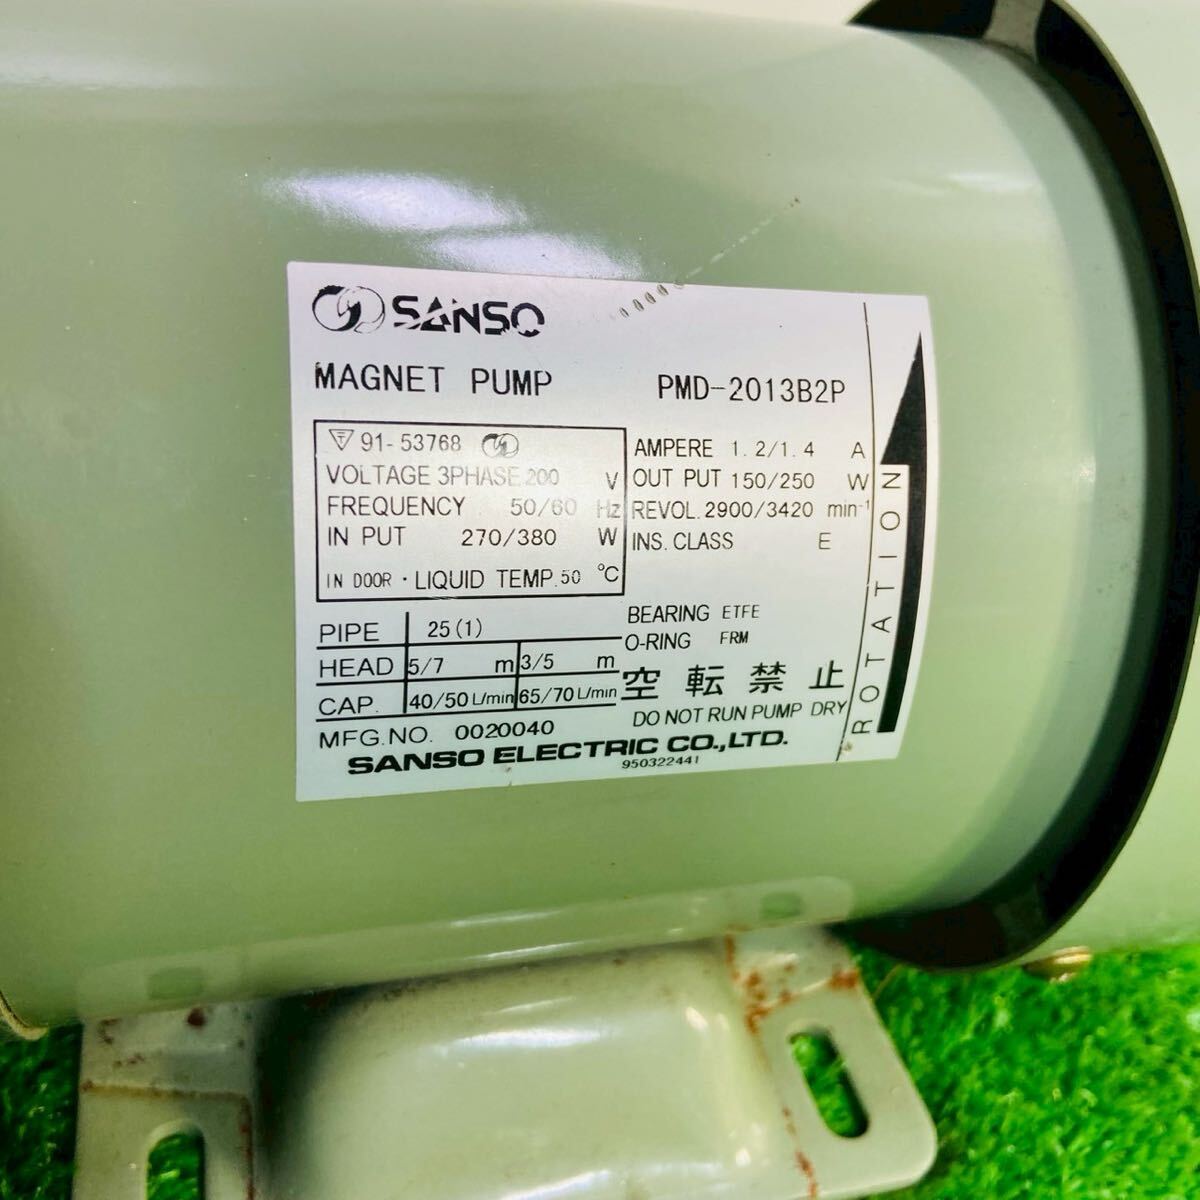 SANSO
MAGNET PUMP PMD-2013B2P
91-53768
VOLTAGE 3PHASE 200 V
FREQUENCY 50/60 Hz
IN PUT 270/380 W
IN DOOR · LIQUID TEMP. 50 °C
AMPERE 1.2/1.4 A
OUT PUT 150/250 W
REVOL. 2900/3420 min-1
INS. CLASS E
PIPE 25(1)
HEAD 5/7 m 3/5 m
CAP. 40/50 L/min 65/70 L/min
MFG.NO. 0020040
BEARING ETFE
O-RING FRM
空転禁止
DO NOT RUN PUMP DRY
SANSO ELECTRIC CO.,LTD.
950322441
ROTATION